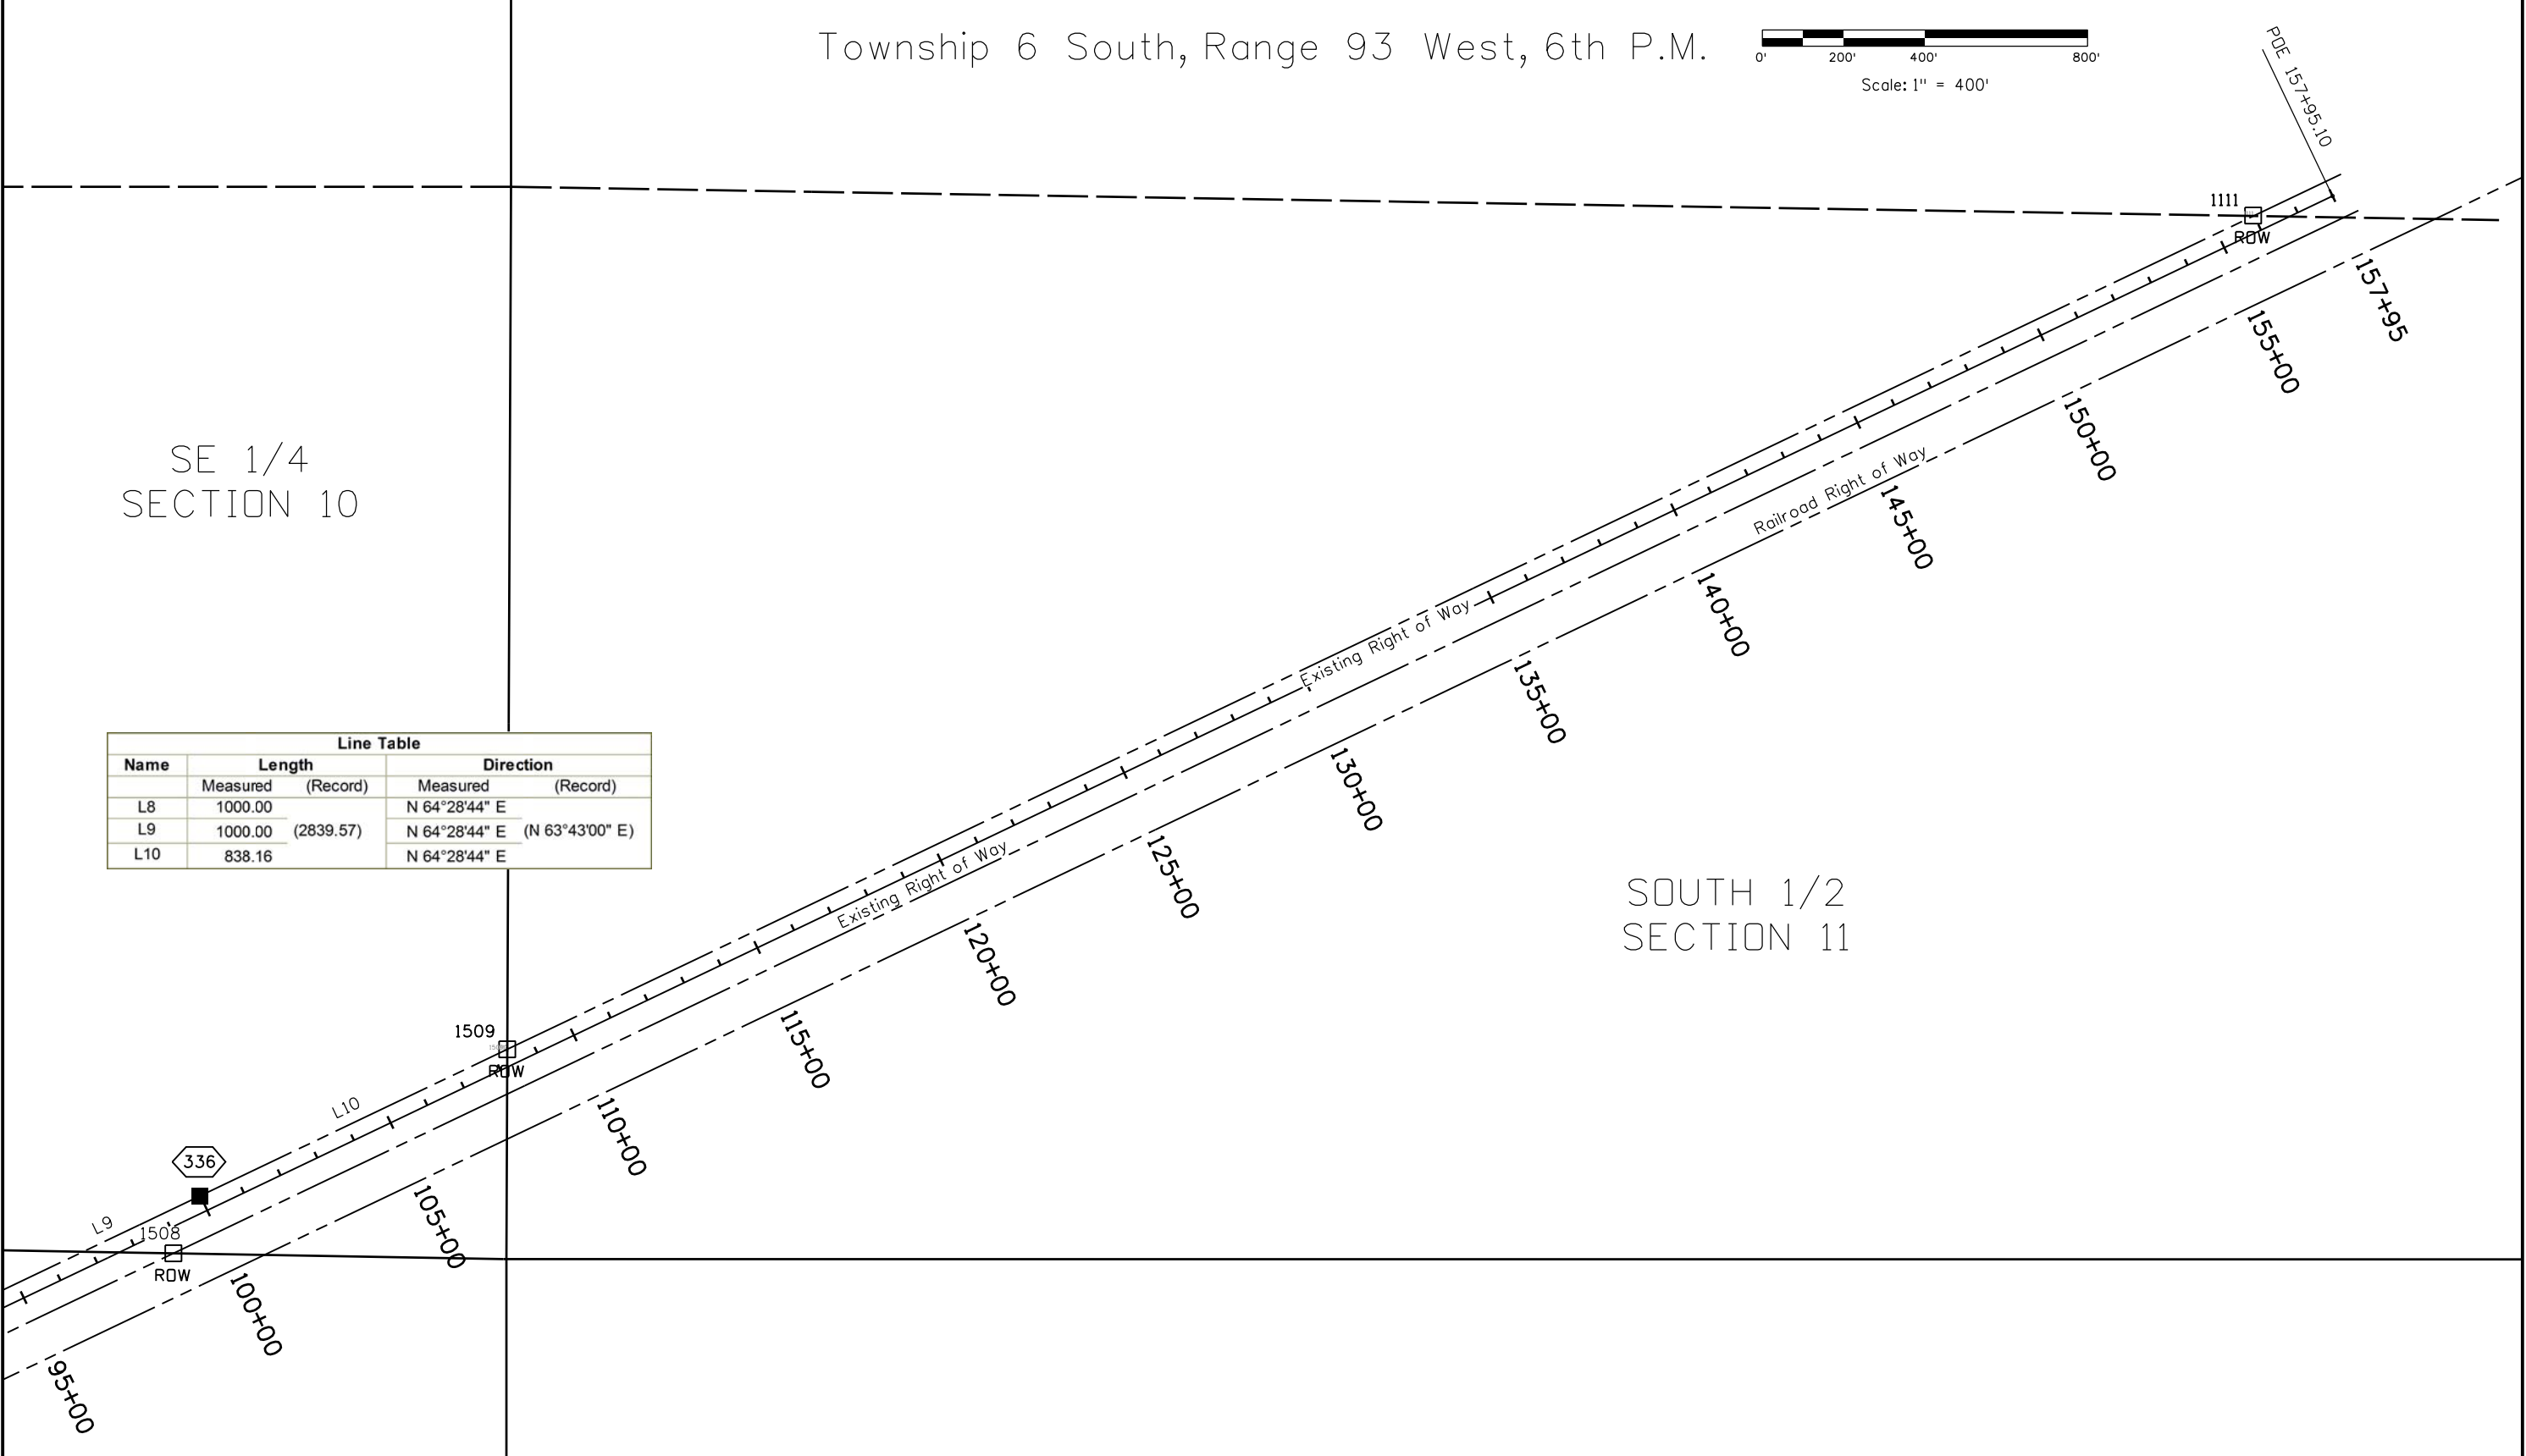 Township 6 South, Range 93 West, 6th P.M.
0' 200' 400' 800'
Scale: 1" = 400'
POE 157+95.10
1111
ROW
157+95
155+00
150+00
145+00
140+00
135+00
130+00
125+00
120+00
115+00
110+00
105+00
100+00
95+00
SE 1/4
SECTION 10
Railroad Right of Way
Existing Right of Way
Existing Right of Way
Line Table
Name Length Direction
Measured (Record) Measured (Record)
L8 1000.00 N 64°28'44" E
L9 1000.00 (2839.57) N 64°28'44" E (N 63°43'00" E)
L10 838.16 N 64°28'44" E
SOUTH 1/2
SECTION 11
1509
ROW
L10
336
L9
1508
ROW